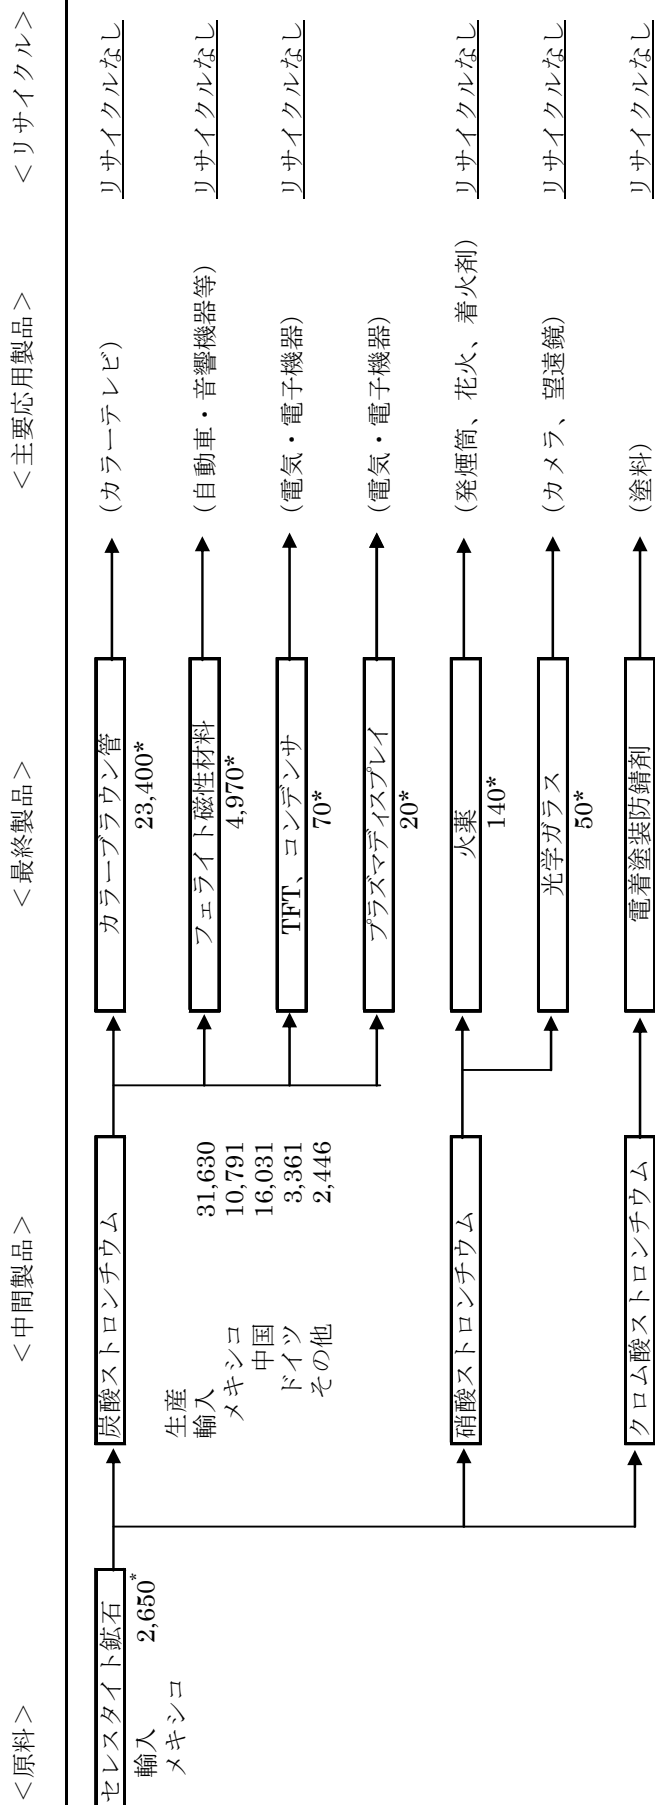 <原料>　<中間製品>　<最終製品>　<主要応用製品>　<リサイクル>
セレスタイト鉱石
輸入　2,650*
メキシコ
炭酸ストロンチウム
生産
輸入　31,630
メキシコ　10,791
中国　16,031
ドイツ　3,361
その他　2,446
硝酸ストロンチウム
クロム酸ストロンチウム
カラーブラウン管　(カラーテレビ)　リサイクルなし
23,400*
フェライト磁性材料　(自動車・音響機器等)　リサイクルなし
4,970*
TFT、コンデンサ　(電気・電子機器)　リサイクルなし
70*
プラズマディスプレイ　(電気・電子機器)
20*
火薬　(発煙筒、花火、着火剤)　リサイクルなし
140*
光学ガラス　(カメラ、望遠鏡)　リサイクルなし
50*
電着塗装防錆剤　(塗料)　リサイクルなし